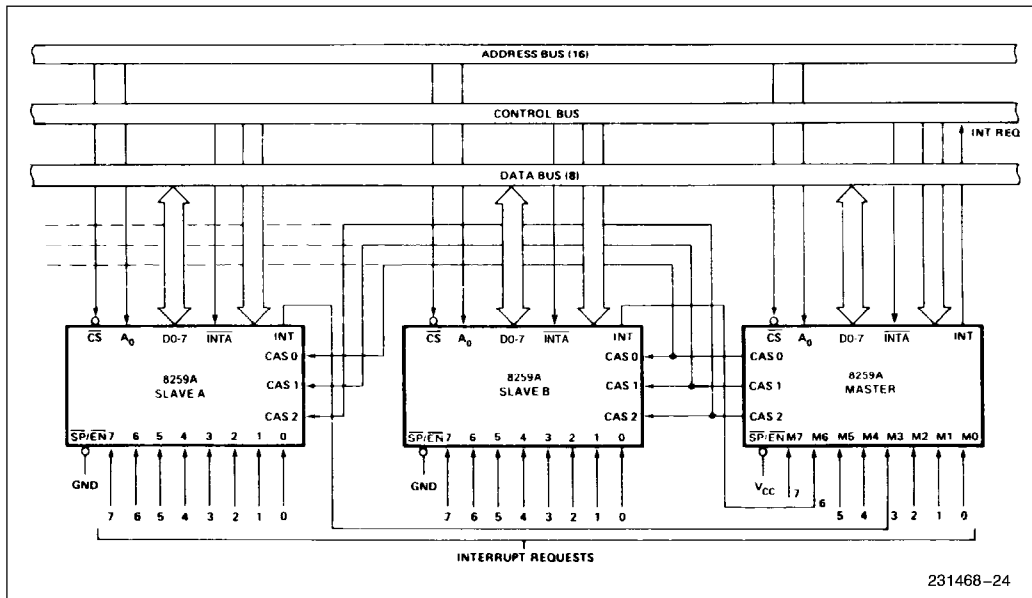 ADDRESS BUS (16)
CONTROL BUS
INT REQ
DATA BUS (8)
CS A0 D0-7 INTA INT
CAS 0
8259A
SLAVE A
CAS 1
CAS 2
SP/EN 7 6 5 4 3 2 1 0
GND
7 6 5 4 3 2 1 0
CS A0 D0-7 INTA INT
CAS 0
8259A
SLAVE B
CAS 1
CAS 2
SP/EN 7 6 5 4 3 2 1 0
GND
7 6 5 4 3 2 1 0
CS A0 D0-7 INTA INT
CAS 0
8259A
MASTER
CAS 1
CAS 2
SP/EN M7 M6 M5 M4 M3 M2 M1 M0
VCC
7 6 5 4 3 2 1 0
INTERRUPT REQUESTS
231468-24